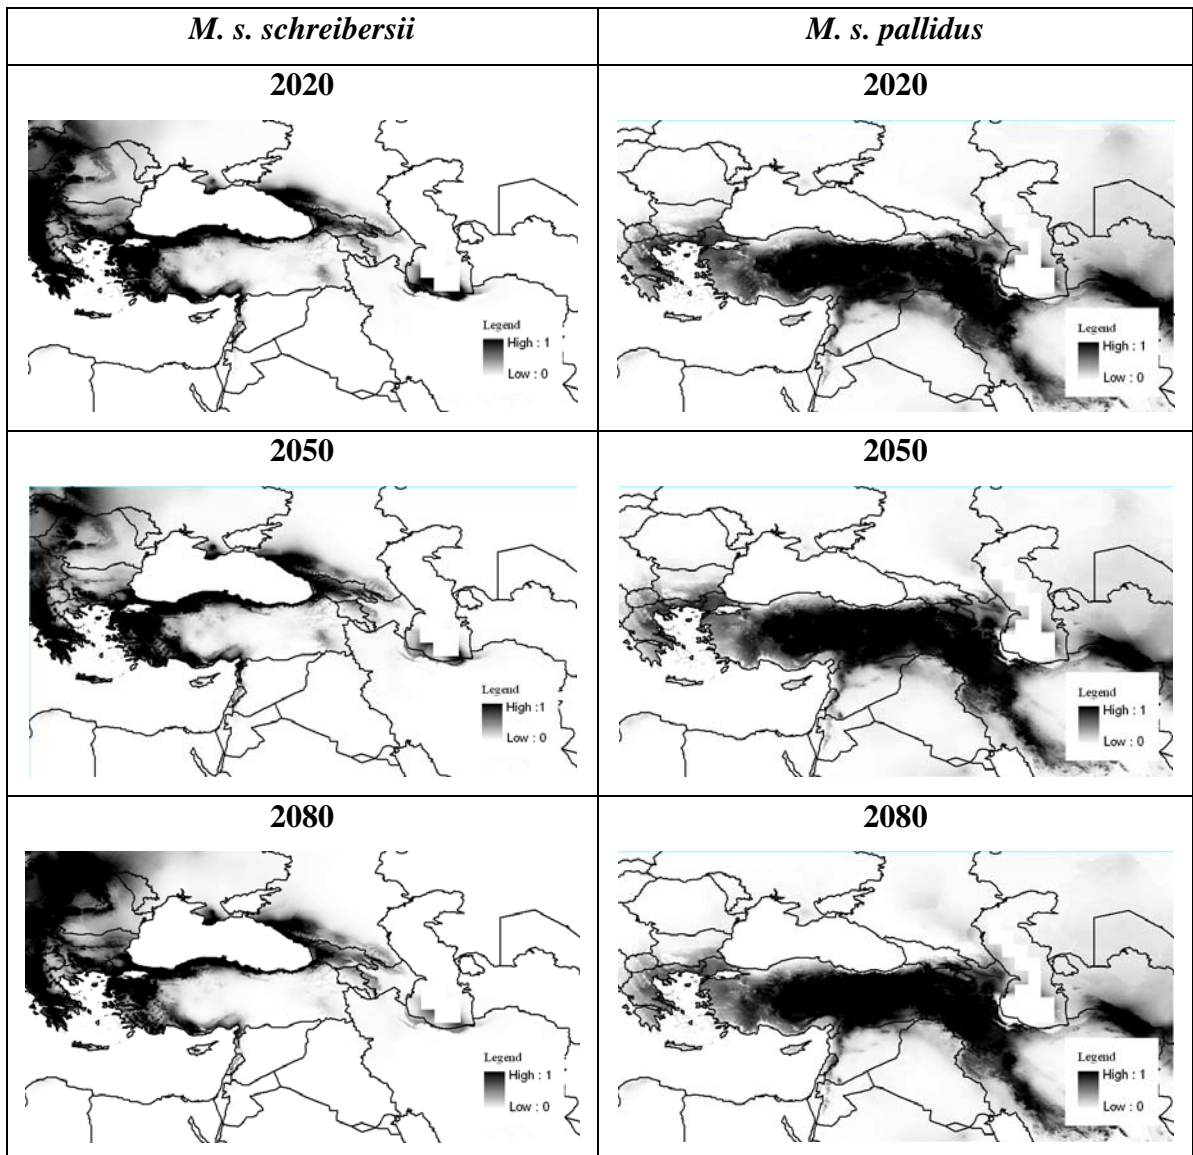 M. s. schreibersii
M. s. pallidus
2020
2020
Legend
High : 1
Low : 0
Legend
High : 1
Low : 0
2050
2050
Legend
High :1
Low : 0
Legend
High : 1
Low : 0
2080
2080
Legend
High : 1
Low : 0
Legend
High : 1
Low : 0